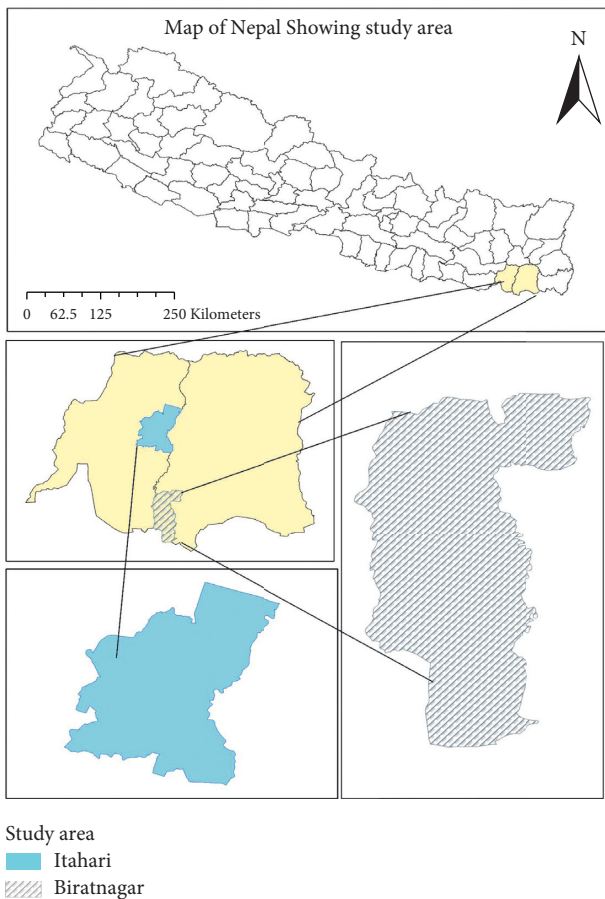 Map of Nepal Showing study area
N
0 62.5 125 250 Kilometers
Study area
Itahari
Biratnagar